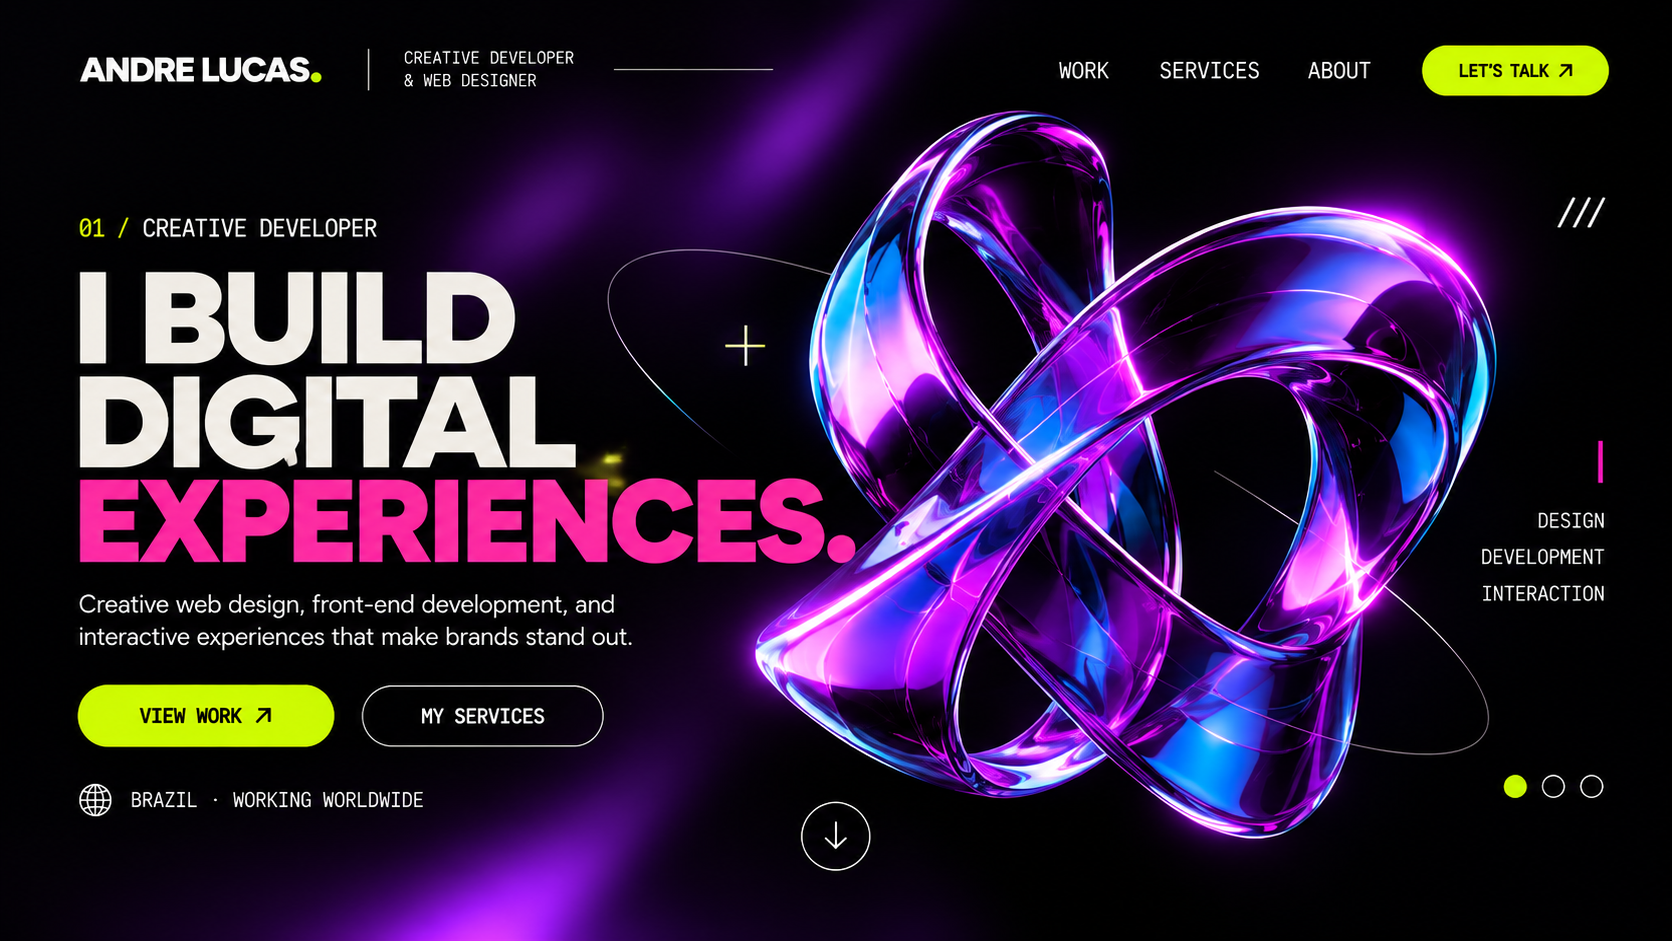 ANDRE LUCAS.
CREATIVE DEVELOPER
& WEB DESIGNER
WORK
SERVICES
ABOUT
LET'S TALK ↗
01 / CREATIVE DEVELOPER
I BUILD
DIGITAL
EXPERIENCES.
Creative web design, front-end development, and
interactive experiences that make brands stand out.
VIEW WORK ↗
MY SERVICES
BRAZIL · WORKING WORLDWIDE
///
DESIGN
DEVELOPMENT
INTERACTION